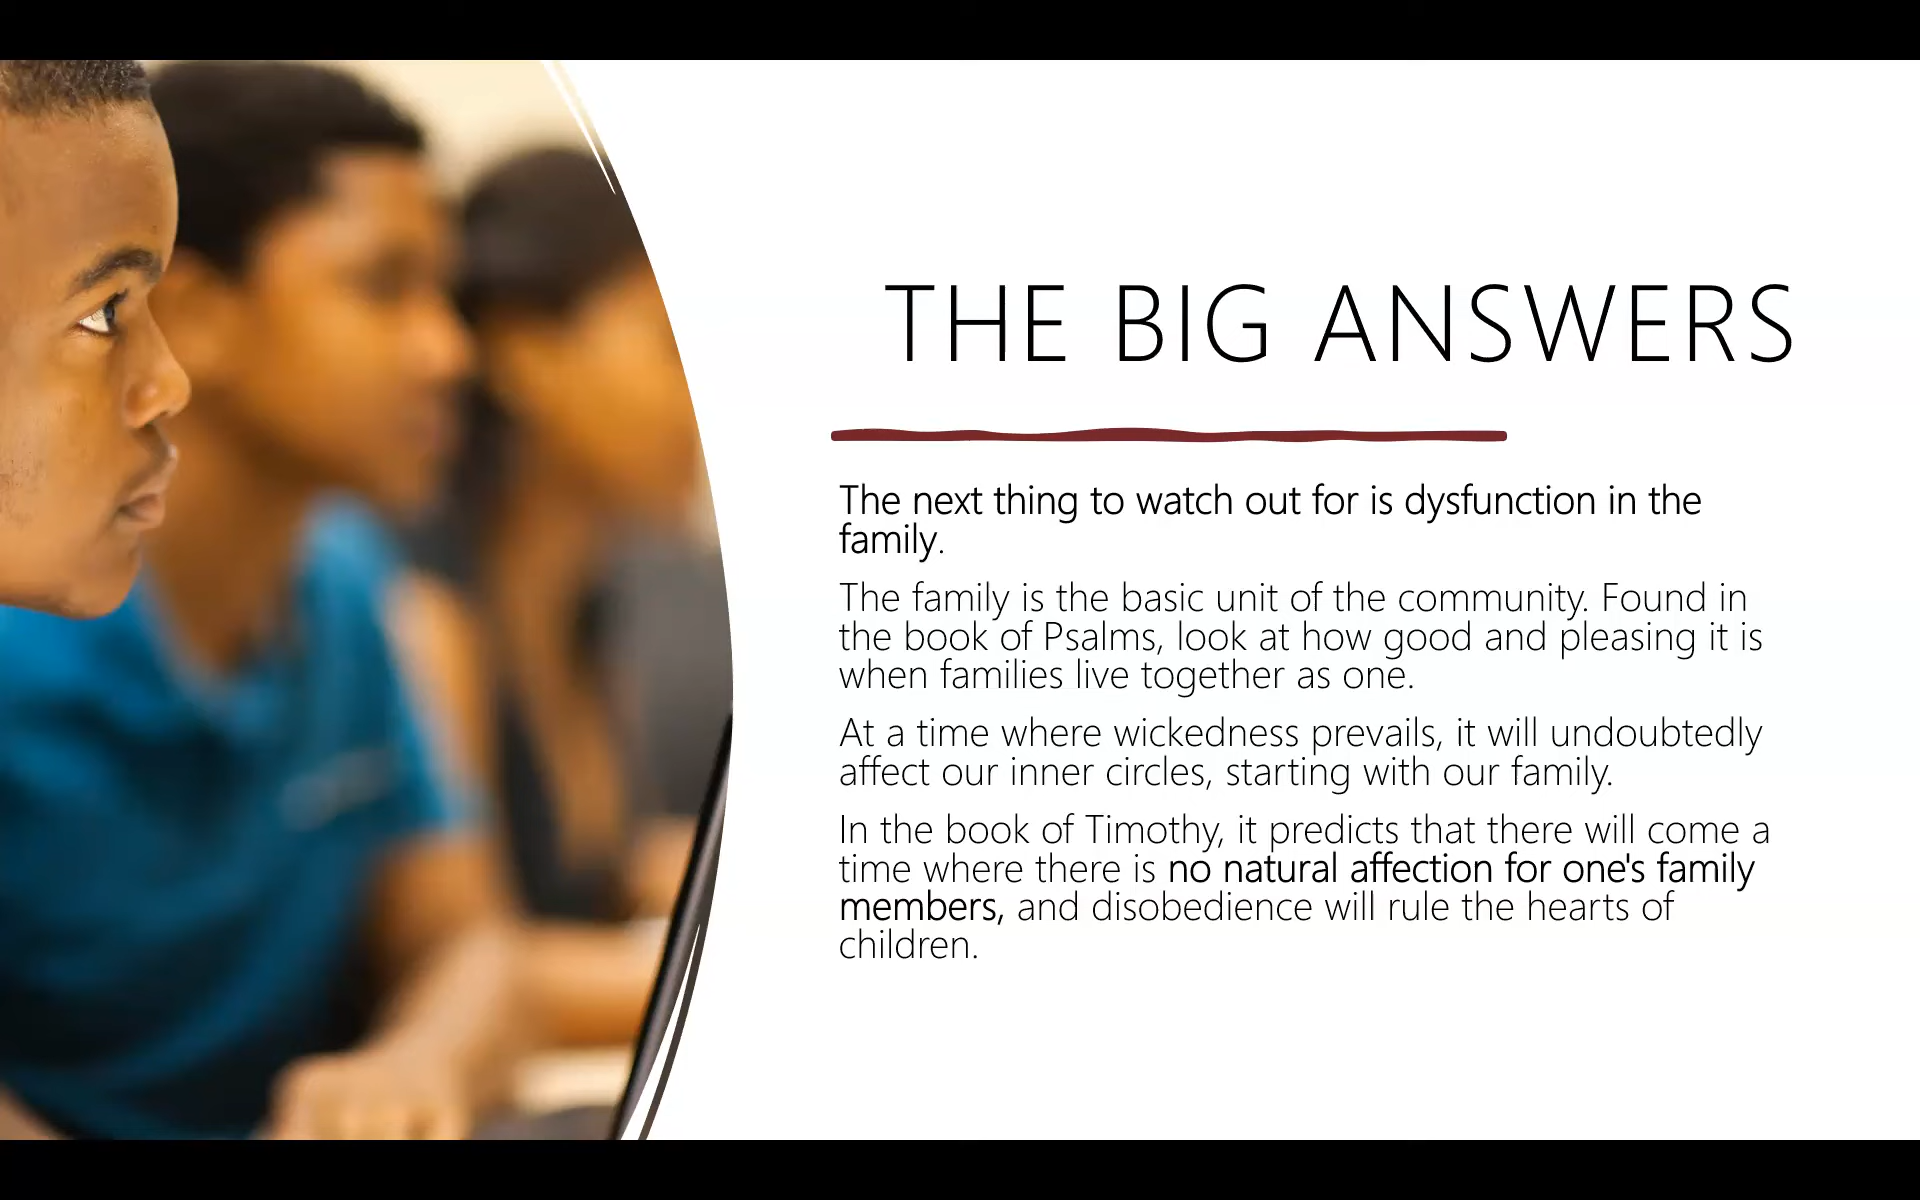 THE BIG ANSWERS
The next thing to watch out for is dysfunction in the
family.
The family is the basic unit of the community. Found in
the book of Psalms, look at how good and pleasing it is
when families live together as one.
At a time where wickedness prevails, it will undoubtedly
affect our inner circles, starting with our family.
In the book of Timothy, it predicts that there will come a
time where there is no natural affection for one's family
members, and disobedience will rule the hearts of
children.